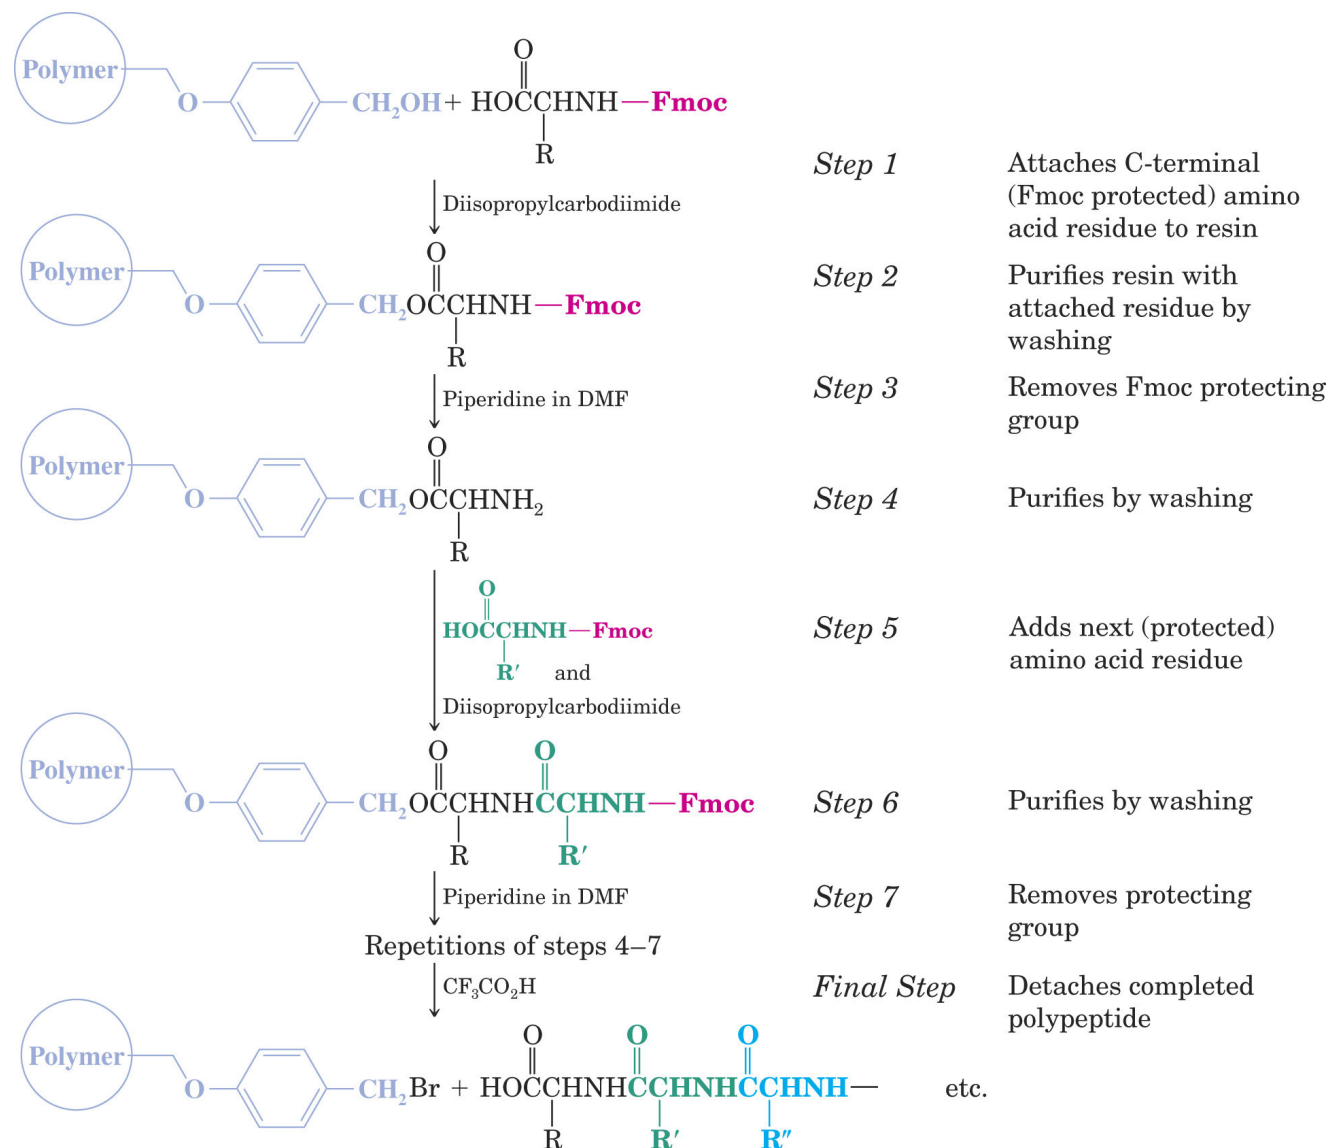 O
Polymer
O
CH₂OH + HOCCHNH—Fmoc
R
Step 1 Attaches C-terminal
(Fmoc protected) amino
acid residue to resin
Diisopropylcarbodiimide
O
Polymer
O
CH₂OCCHNH—Fmoc
R
Step 2 Purifies resin with
attached residue by
washing
Piperidine in DMF
Step 3 Removes Fmoc protecting
group
O
Polymer
O
CH₂OCCHNH₂
R
Step 4 Purifies by washing
O
HOCCHNH—Fmoc
R′ and
Diisopropylcarbodiimide
Step 5 Adds next (protected)
amino acid residue
O O
Polymer
O
CH₂OCCHNHCCHNH—Fmoc
R R′
Step 6 Purifies by washing
Piperidine in DMF
Step 7 Removes protecting
group
Repetitions of steps 4–7
CF₃CO₂H
Final Step Detaches completed
polypeptide
O O O
Polymer
O
CH₂Br + HOCCHNHCCHNHCCHNH— etc.
R R′ R″